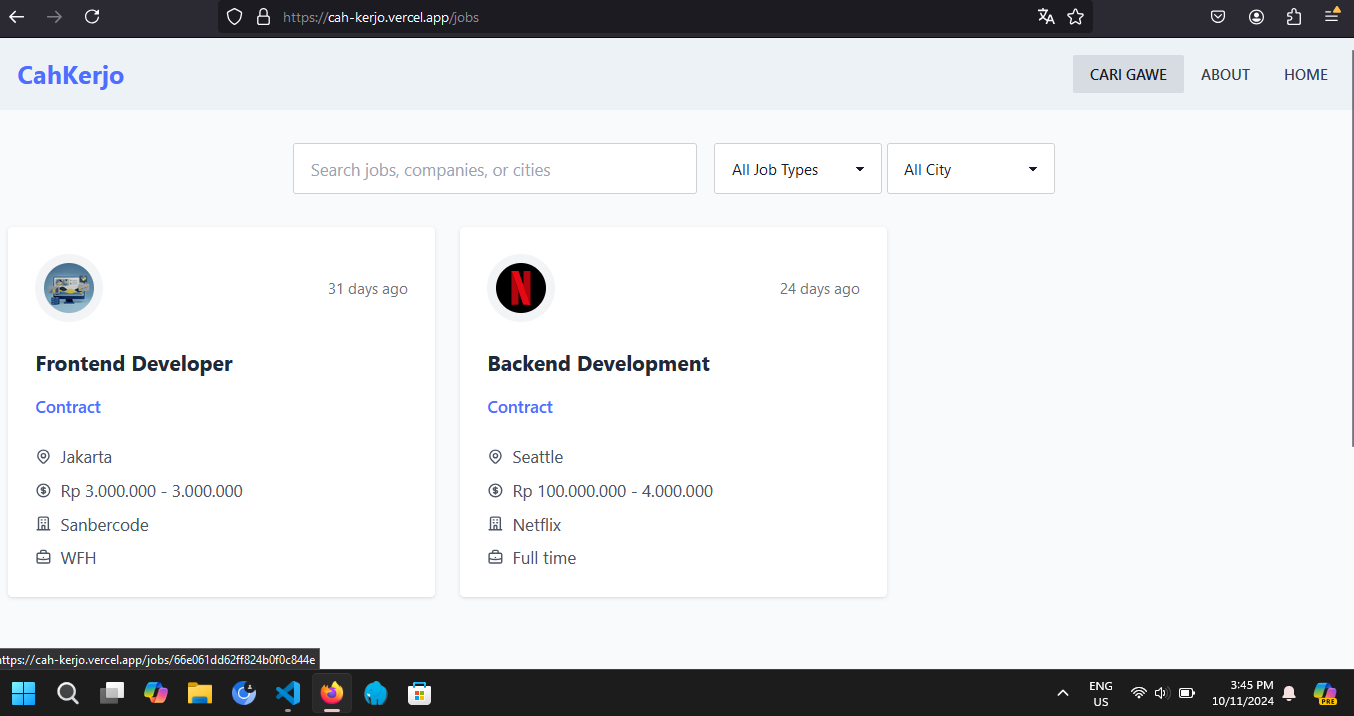 https://cah-kerjo.vercel.app/jobs
CahKerjo
CARI GAWE ABOUT HOME
Search jobs, companies, or cities
All Job Types
All City
31 days ago
Frontend Developer
Contract
Jakarta
Rp 3.000.000 - 3.000.000
Sanbercode
WFH
N
24 days ago
Backend Development
Contract
Seattle
Rp 100.000.000 - 4.000.000
Netflix
Full time
ttps://cah-kerjo.vercel.app/jobs/66e061dd62ff824b0f0c844e
ENG
US
3:45 PM
10/11/2024
PRE